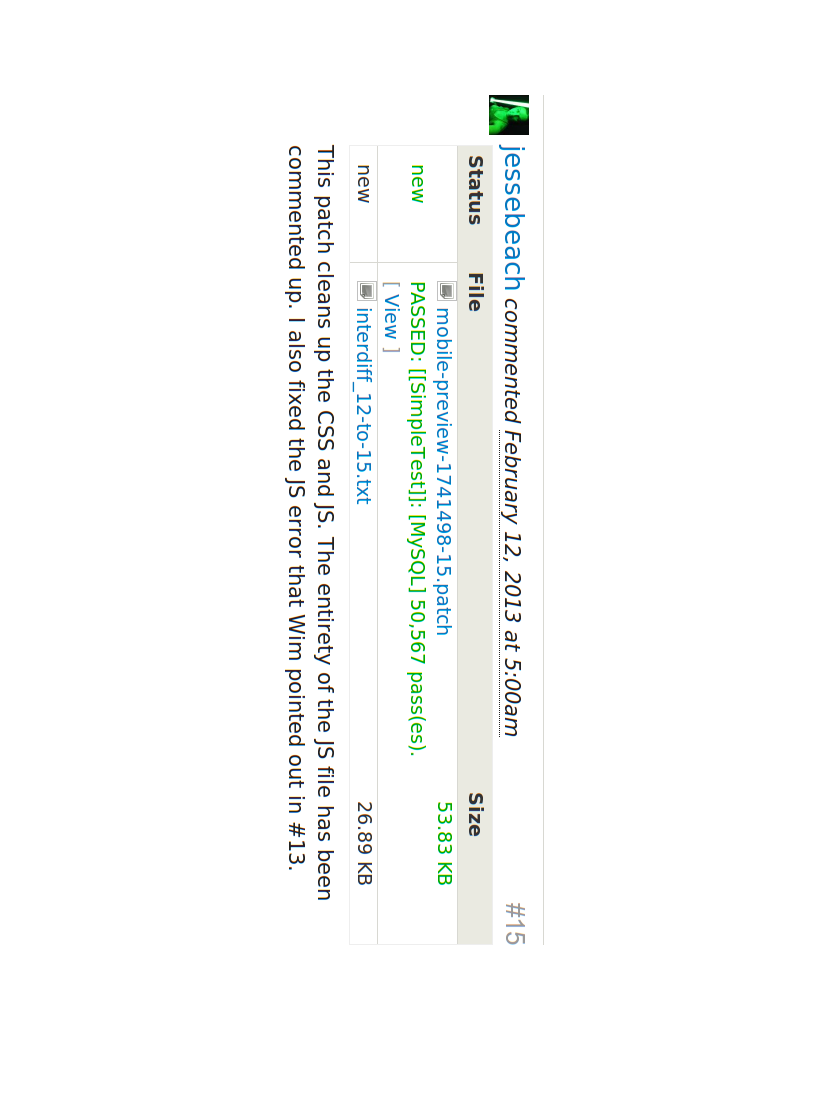 jessebeach commented February 12, 2013 at 5:00am #15
Status File Size
new mobile-preview-1741498-15.patch 53.83 KB
PASSED: [[SimpleTest]]: [MySQL] 50,567 pass(es).
[ View ]
new interdiff_12-to-15.txt 26.89 KB
This patch cleans up the CSS and JS. The entirety of the JS file has been
commented up. I also fixed the JS error that Wim pointed out in #13.